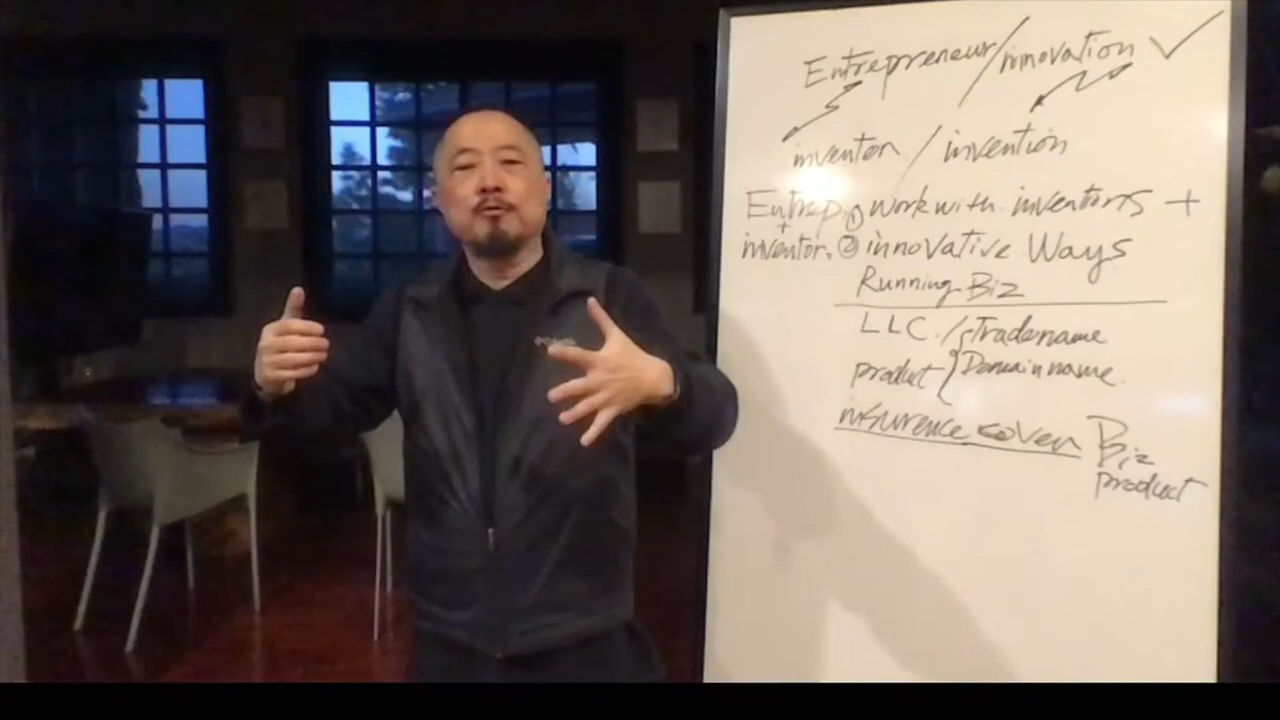 Entrepreneur/innovation ✓
inventor / invention
Entrep. ① work with inventors +
+
inventor. ② innovative Ways
Running Biz
LLC. / { Tradename
product { Domain name.
insurence cover Biz
product